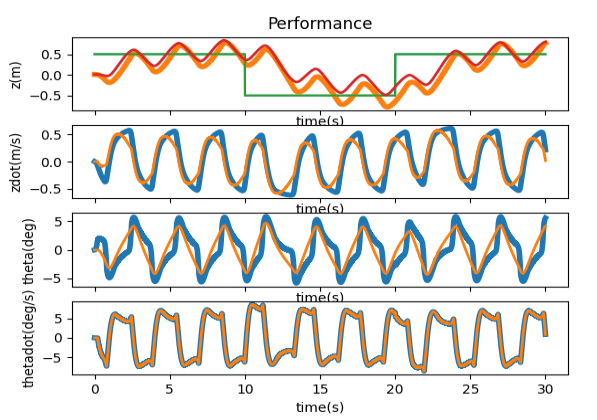 Performance
z(m)
0.5
0.0
−0.5
time(s)
zdot(m/s)
0.5
0.0
−0.5
time(s)
theta(deg)
5
0
−5
time(s)
thetadot(deg/s)
5
0
−5
0 5 10 15 20 25 30
time(s)